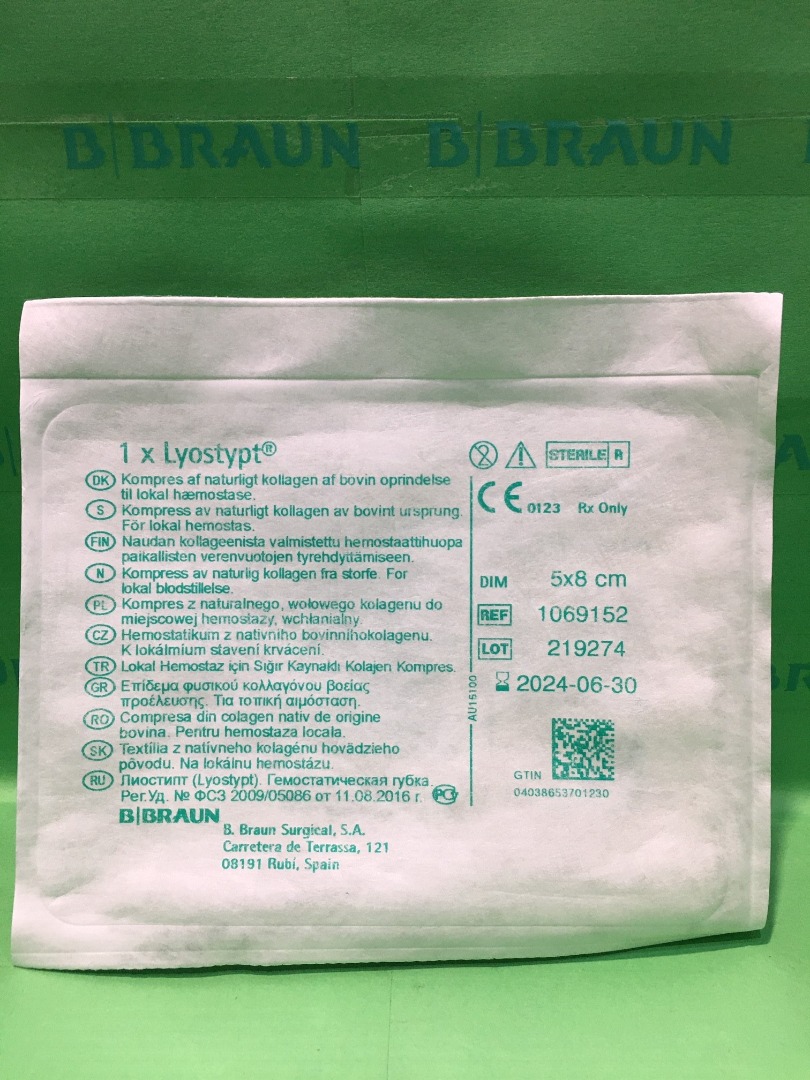 B|BRAUN B|BRAUN
1 x Lyostypt®
DK Kompres af naturligt kollagen af bovin oprindelse
til lokal hæmostase.
S Kompress av naturligt kollagen av bovint ursprung.
För lokal hemostas.
FIN Naudan kollageenista valmistettu hemostaattihuopa
paikallisten verenvuotojen tyrehdyttämiseen.
N Kompress av naturlig kollagen fra storfe. For
lokal blodstillelse.
PL Kompres z naturalnego, wołowego kolagenu do
miejscowej hemostazy, wchłanialny.
CZ Hemostatikum z nativního bovinníhokolagenu.
K lokálmíum stavení krvácení.
TR Lokal Hemostaz için Sığır Kaynaklı Kolajen Kompres.
GR Επίδεμα φυσικού κολλαγόνου βοείας
προέλευσης. Για τοπική αιμόσταση.
RO Compresa din colagen nativ de origine
bovina. Pentru hemostaza locala.
SK Textília z natívneho kolagénu hovädzieho
pôvodu. Na lokálnu hemostázu.
RU Лиостипт (Lyostypt). Гемостатическая губка.
Рег.Уд. № ФСЗ 2009/05086 от 11.08.2016 г.
B|BRAUN
B. Braun Surgical, S.A.
Carretera de Terrassa, 121
08191 Rubí, Spain
AU15100
2 STERILE R
CE 0123 Rx Only
DIM 5x8 cm
REF 1069152
LOT 219274
2024-06-30
GTIN
04038653701230